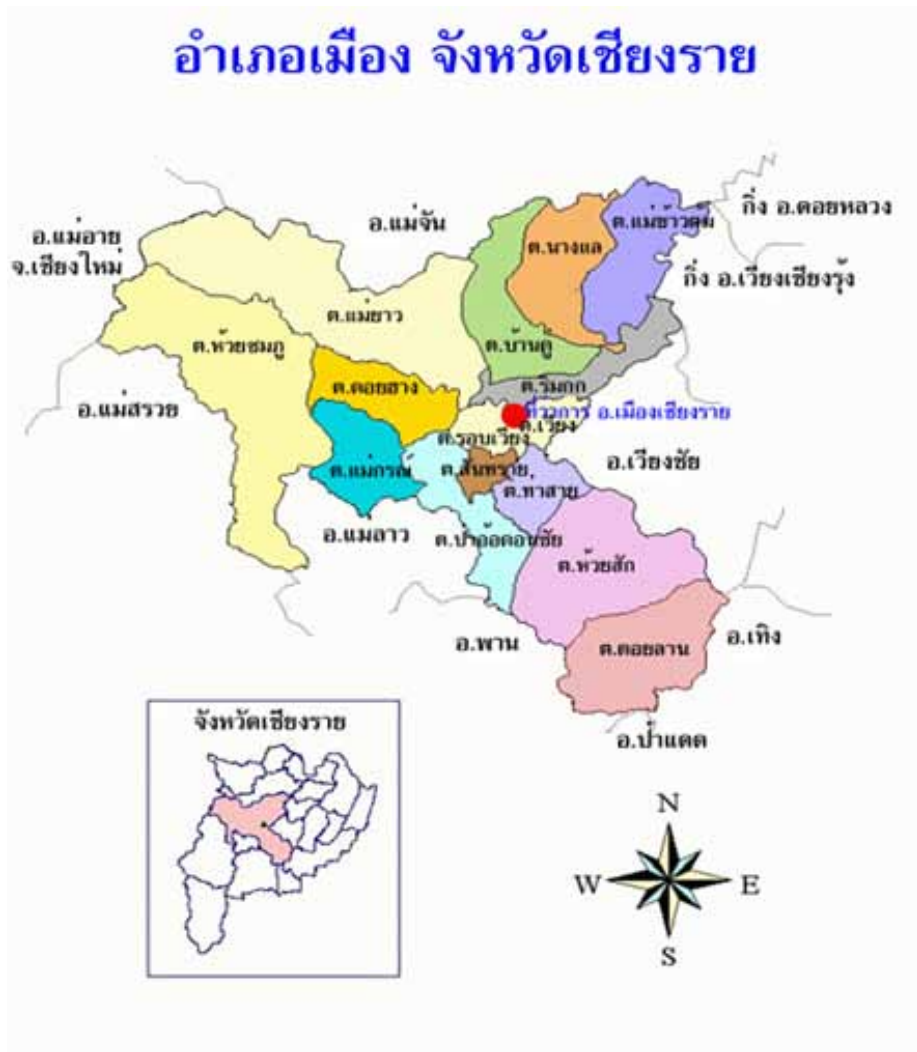 อำเภอเมือง จังหวัดเชียงราย
กิ่ง อ.ดอยหลวง
ต.แม่ข้าวต้ม
อ.แม่จัน
อ.แม่อาย
จ.เชียงใหม่
ต.นางแล
กิ่ง อ.เวียงเชียงรุ้ง
ต.แม่ยาว
ต.ห้วยชมภู
ต.บ้านดู่
ต.ดอยฮาง
ต.ริมกก
อ.แม่สรวย
ที่ว่าการ อ.เมืองเชียงราย
ต.เวียง
ต.รอบเวียง
อ.เวียงชัย
ต.แม่กรณ์
ต.สันทราย
ต.ท่าสาย
อ.แม่ลาว
ต.ป่าอ้อดอนชัย
ต.ห้วยสัก
อ.พาน
อ.เทิง
ต.ดอยลาน
จังหวัดเชียงราย
อ.ป่าแดด
N
W
E
S